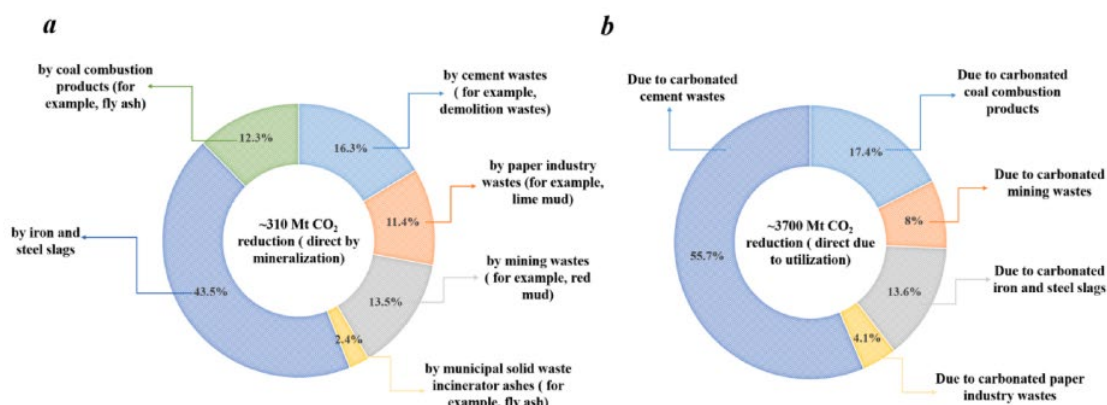 a
by coal combustion
products (for
example, fly ash)
by cement wastes
( for example,
demolition wastes)
12.3%
16.3%
by paper industry
wastes (for example,
lime mud)
11.4%
~310 Mt CO₂
reduction ( direct by
mineralization)
by iron and
steel slags
43.5%
by mining wastes
( for example, red
mud)
13.5%
2.4%
by municipal solid waste
incinerator ashes ( for
example, fly ash)
b
Due to carbonated
cement wastes
Due to carbonated
coal combustion
products
17.4%
Due to carbonated
mining wastes
8%
~3700 Mt CO₂
reduction ( direct due
to utilization)
55.7%
Due to carbonated
iron and steel slags
13.6%
4.1%
Due to carbonated paper
industry wastes